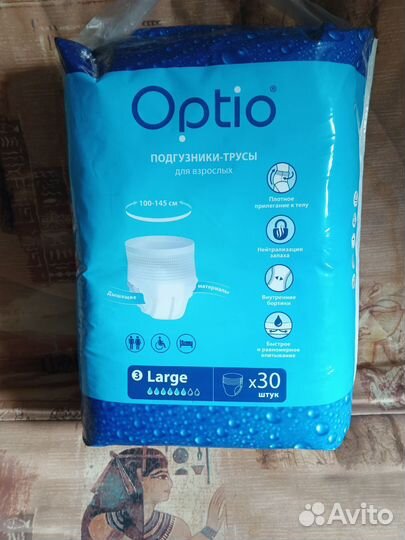 Optio®
ПОДГУЗНИКИ-ТРУСЫ
для взрослых
100-145 см
Дышащие материалы
Плотное
прилегание к телу
Нейтрализация
запаха
Внутренние
бортики
Быстрое
и равномерное
впитывание
3 Large
x30
штук
Avito